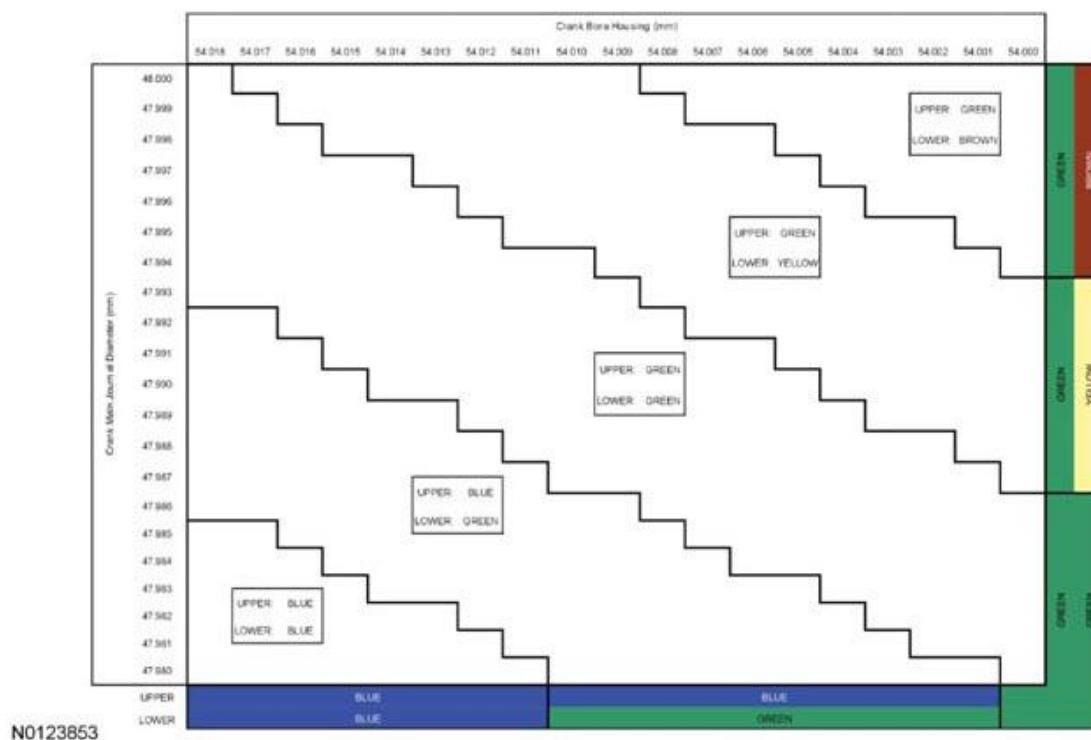 Crank Bore Housing (mm)
54.018 54.017 54.016 54.015 54.014 54.013 54.012 54.011 54.010 54.009 54.008 54.007 54.006 54.005 54.004 54.003 54.002 54.001 54.000
Crank Main Journal Diameter (mm)
48.000
47.999
47.998
47.997
47.996
47.995
47.994
47.993
47.992
47.991
47.990
47.989
47.988
47.987
47.986
47.985
47.984
47.983
47.982
47.981
47.980
UPPER: GREEN
LOWER: BROWN
UPPER: GREEN
LOWER: YELLOW
UPPER: GREEN
LOWER: GREEN
UPPER: BLUE
LOWER: GREEN
UPPER: BLUE
LOWER: BLUE
GREEN
BROWN
GREEN
YELLOW
GREEN
GREEN
UPPER BLUE BLUE
LOWER BLUE GREEN
N0123853